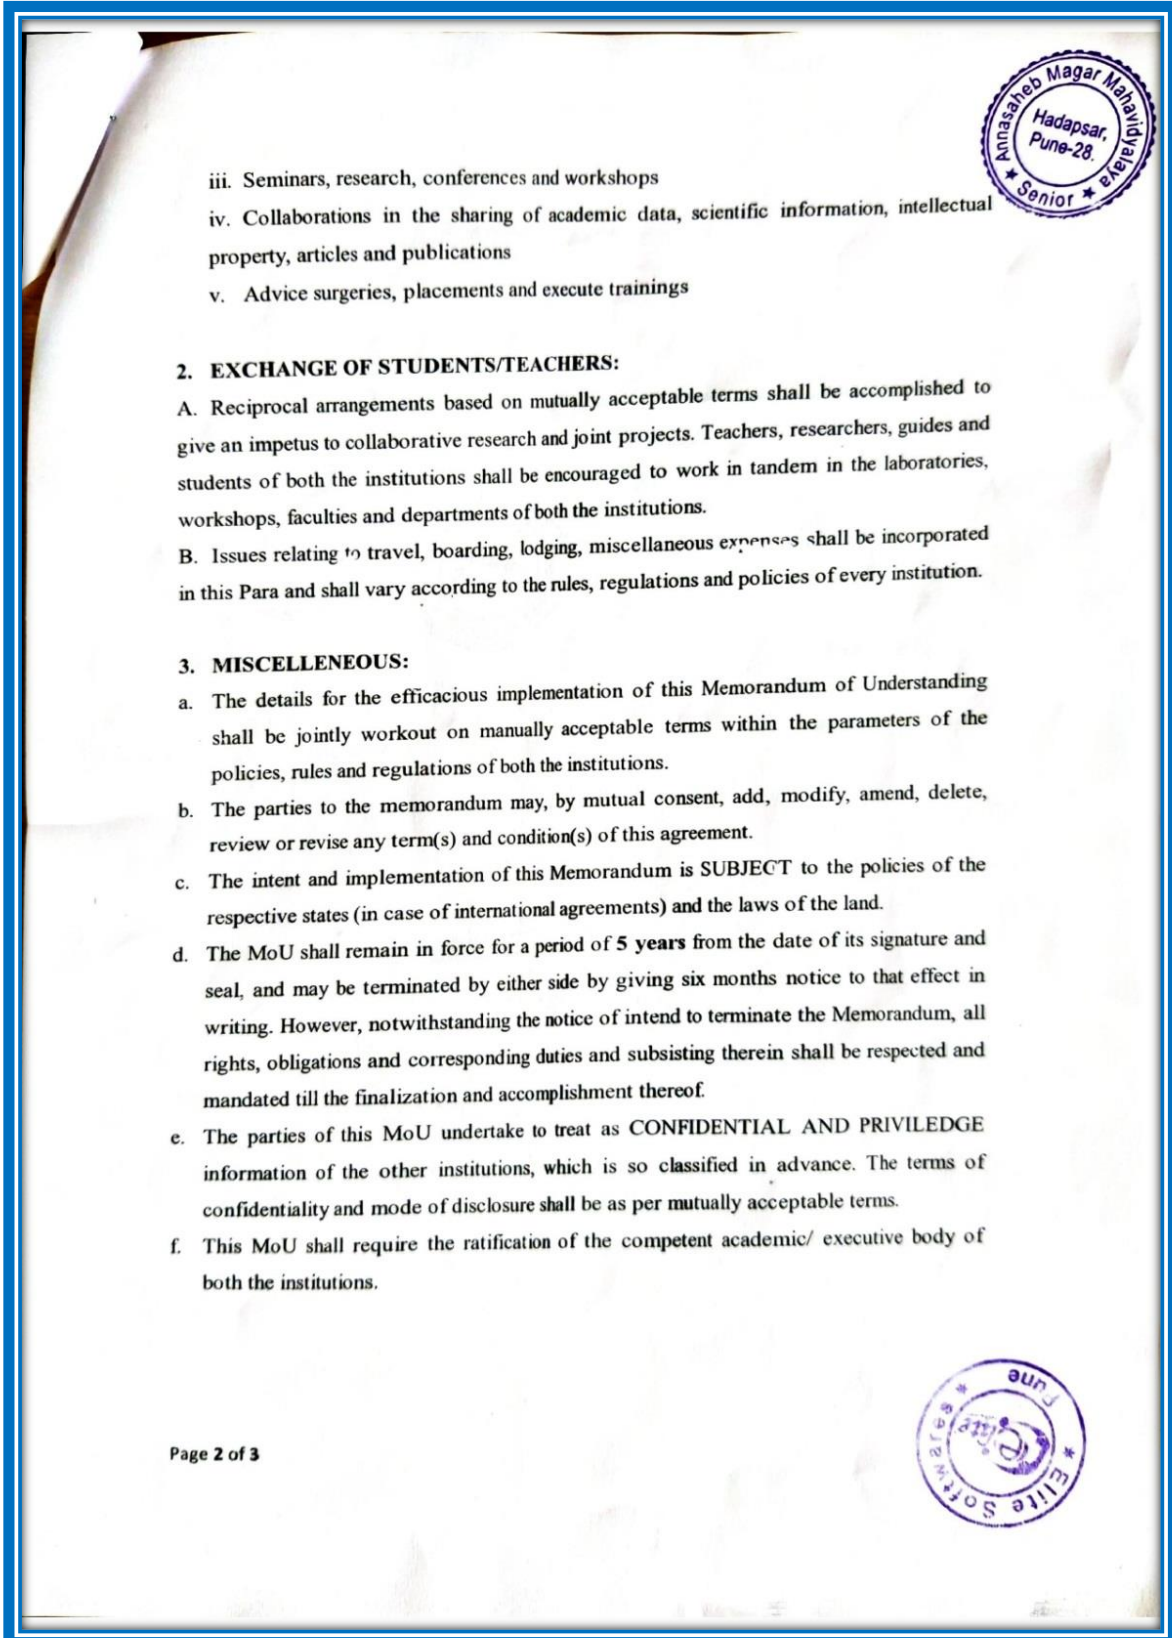 Annasaheb Magar Mahavidyalaya
★ Senior ★
Hadapsar,
Pune-28.
iii. Seminars, research, conferences and workshops
iv. Collaborations in the sharing of academic data, scientific information, intellectual
property, articles and publications
v. Advice surgeries, placements and execute trainings
2. EXCHANGE OF STUDENTS/TEACHERS:
A. Reciprocal arrangements based on mutually acceptable terms shall be accomplished to
give an impetus to collaborative research and joint projects. Teachers, researchers, guides and
students of both the institutions shall be encouraged to work in tandem in the laboratories,
workshops, faculties and departments of both the institutions.
B. Issues relating to travel, boarding, lodging, miscellaneous expenses shall be incorporated
in this Para and shall vary according to the rules, regulations and policies of every institution.
3. MISCELLENEOUS:
a. The details for the efficacious implementation of this Memorandum of Understanding
shall be jointly workout on manually acceptable terms within the parameters of the
policies, rules and regulations of both the institutions.
b. The parties to the memorandum may, by mutual consent, add, modify, amend, delete,
review or revise any term(s) and condition(s) of this agreement.
c. The intent and implementation of this Memorandum is SUBJECT to the policies of the
respective states (in case of international agreements) and the laws of the land.
d. The MoU shall remain in force for a period of 5 years from the date of its signature and
seal, and may be terminated by either side by giving six months notice to that effect in
writing. However, notwithstanding the notice of intend to terminate the Memorandum, all
rights, obligations and corresponding duties and subsisting therein shall be respected and
mandated till the finalization and accomplishment thereof.
e. The parties of this MoU undertake to treat as CONFIDENTIAL AND PRIVILEDGE
information of the other institutions, which is so classified in advance. The terms of
confidentiality and mode of disclosure shall be as per mutually acceptable terms.
f. This MoU shall require the ratification of the competent academic/ executive body of
both the institutions.
* Elite Softwares * Pune
Elite
Page 2 of 3